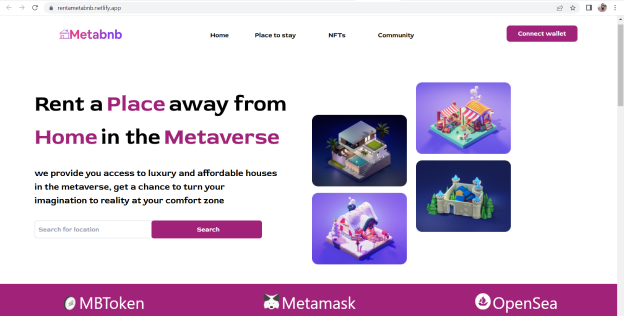 rentametabnb.netlify.app
Metabnb
Home
Place to stay
NFTs
Community
Connect wallet
Rent a Place away from
Home in the Metaverse
we provide you access to luxury and affordable houses
in the metaverse, get a chance to turn your
imagination to reality at your comfort zone
Search for location
Search
MBToken
Metamask
OpenSea